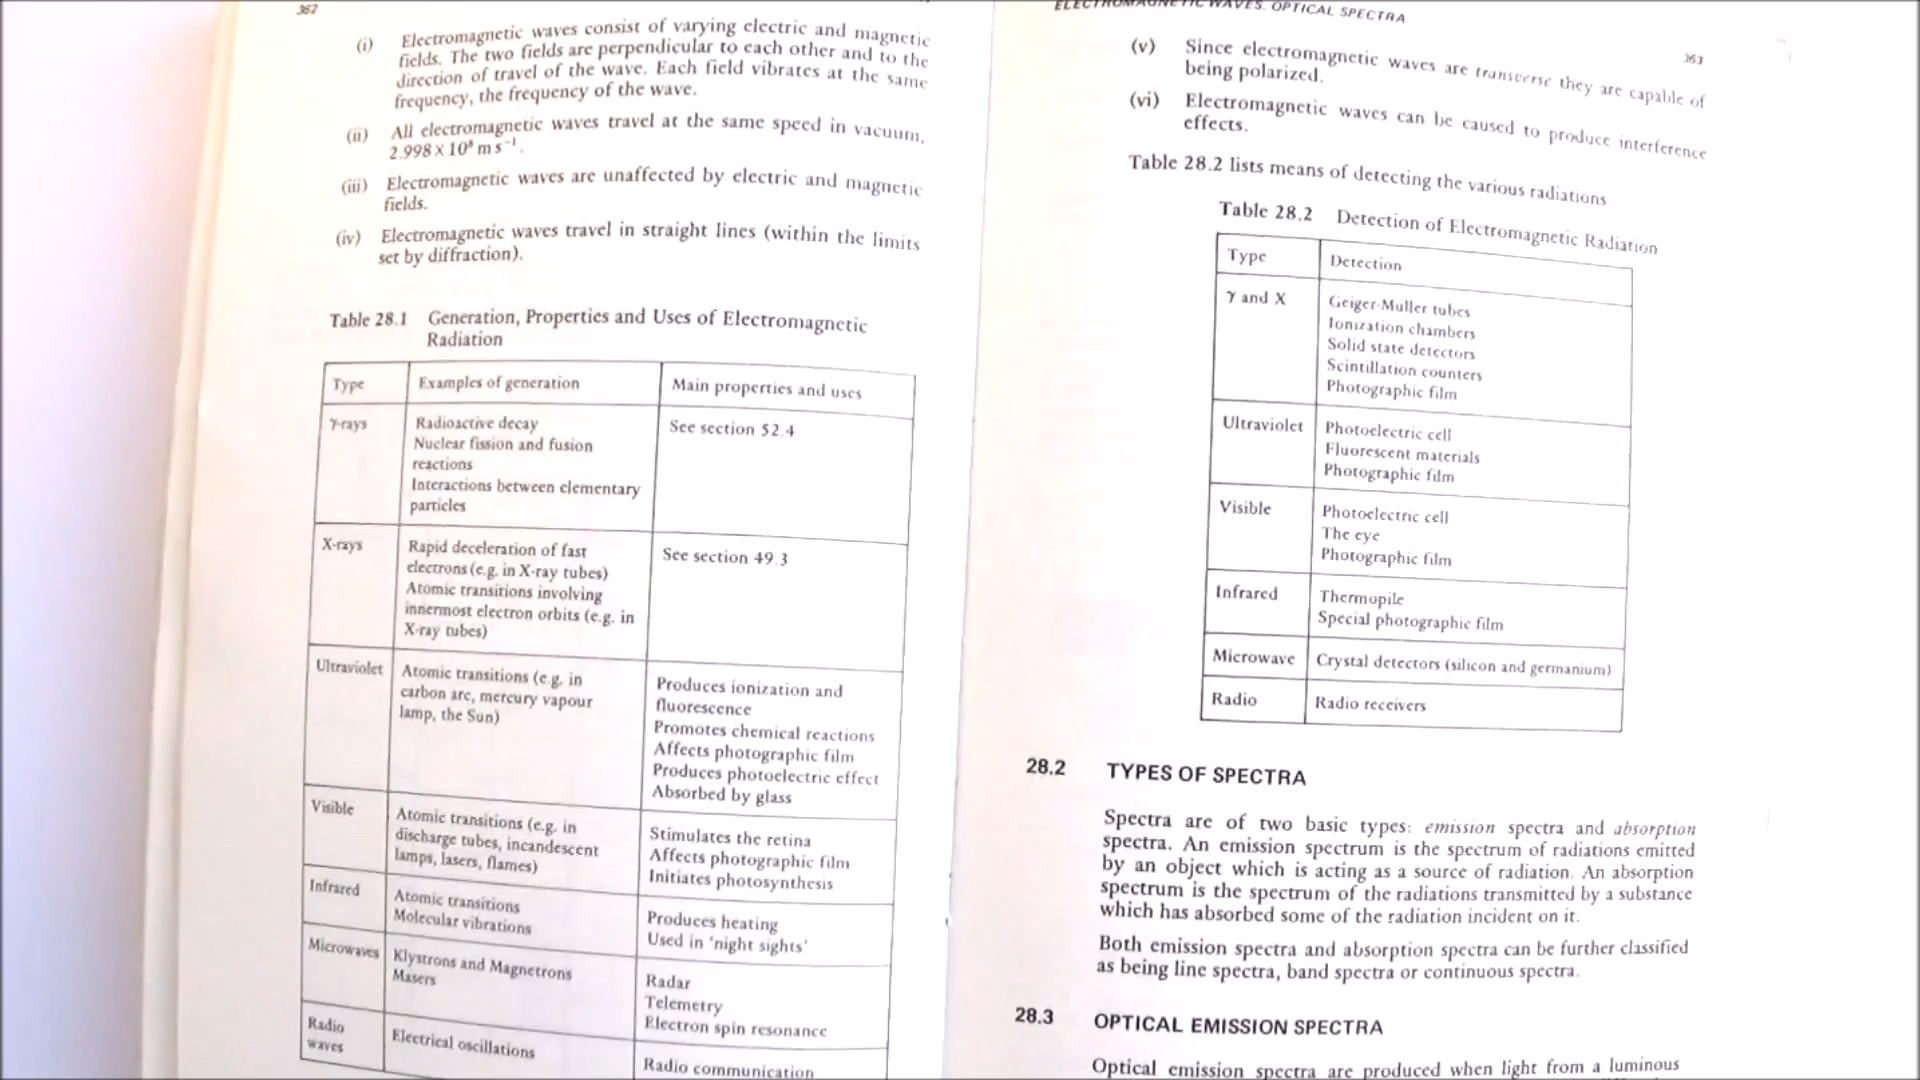 362
(i) Electromagnetic waves consist of varying electric and magnetic
fields. The two fields are perpendicular to each other and to the
direction of travel of the wave. Each field vibrates at the same
frequency, the frequency of the wave.
(ii) All electromagnetic waves travel at the same speed in vacuum,
2.998 × 10⁸ m s⁻¹.
(iii) Electromagnetic waves are unaffected by electric and magnetic
fields.
(iv) Electromagnetic waves travel in straight lines (within the limits
set by diffraction).
Table 28.1 Generation, Properties and Uses of Electromagnetic
Radiation
Type Examples of generation Main properties and uses
γ-rays Radioactive decay See section 52.4
Nuclear fission and fusion
reactions
Interactions between elementary
particles
X-rays Rapid deceleration of fast See section 49.3
electrons (e.g. in X-ray tubes)
Atomic transitions involving
innermost electron orbits (e.g. in
X-ray tubes)
Ultraviolet Atomic transitions (e.g. in Produces ionization and
carbon arc, mercury vapour fluorescence
lamp, the Sun) Promotes chemical reactions
Affects photographic film
Produces photoelectric effect
Absorbed by glass
Visible Atomic transitions (e.g. in Stimulates the retina
discharge tubes, incandescent Affects photographic film
lamps, lasers, flames) Initiates photosynthesis
Infrared Atomic transitions Produces heating
Molecular vibrations Used in 'night sights'
Microwaves Klystrons and Magnetrons Radar
Masers Telemetry
Electron spin resonance
Radio Electrical oscillations Radio communication
waves
ELECTROMAGNETIC WAVES. OPTICAL SPECTRA
363
(v) Since electromagnetic waves are transverse they are capable of
being polarized.
(vi) Electromagnetic waves can be caused to produce interference
effects.
Table 28.2 lists means of detecting the various radiations
Table 28.2 Detection of Electromagnetic Radiation
Type Detection
γ and X Geiger-Muller tubes
Ionization chambers
Solid state detectors
Scintillation counters
Photographic film
Ultraviolet Photoelectric cell
Fluorescent materials
Photographic film
Visible Photoelectric cell
The eye
Photographic film
Infrared Thermopile
Special photographic film
Microwave Crystal detectors (silicon and germanium)
Radio Radio receivers
28.2 TYPES OF SPECTRA
Spectra are of two basic types: emission spectra and absorption
spectra. An emission spectrum is the spectrum of radiations emitted
by an object which is acting as a source of radiation. An absorption
spectrum is the spectrum of the radiations transmitted by a substance
which has absorbed some of the radiation incident on it.
Both emission spectra and absorption spectra can be further classified
as being line spectra, band spectra or continuous spectra.
28.3 OPTICAL EMISSION SPECTRA
Optical emission spectra are produced when light from a luminous